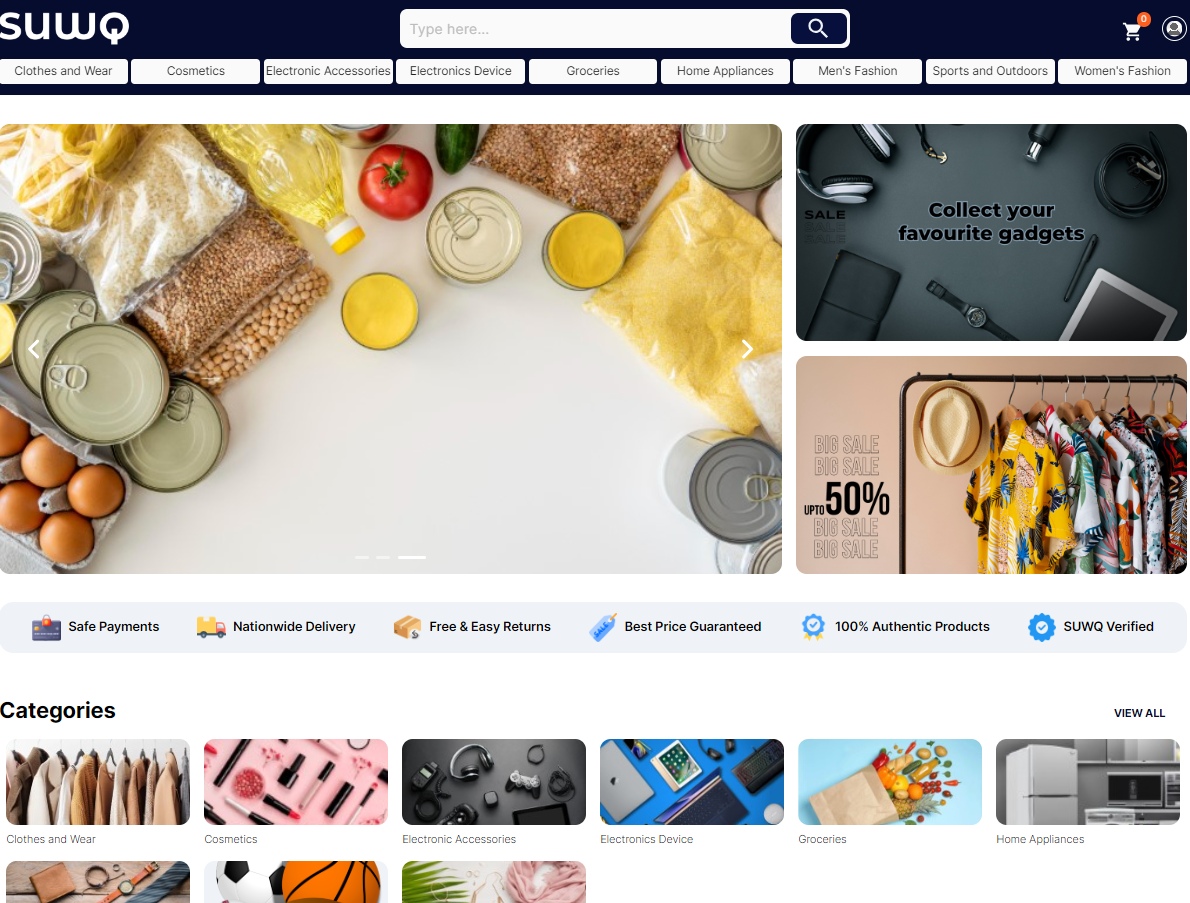 SUWQ
Type here...
0
Clothes and Wear
Cosmetics
Electronic Accessories
Electronics Device
Groceries
Home Appliances
Men's Fashion
Sports and Outdoors
Women's Fashion
SALE
SALE
SALE
Collect your
favourite gadgets
BIG SALE
BIG SALE
UPTO 50%
BIG SALE
BIG SALE
Safe Payments
Nationwide Delivery
Free & Easy Returns
SALE
Best Price Guaranteed
100% Authentic Products
SUWQ Verified
Categories
VIEW ALL
Clothes and Wear
Cosmetics
Electronic Accessories
Electronics Device
Groceries
Home Appliances